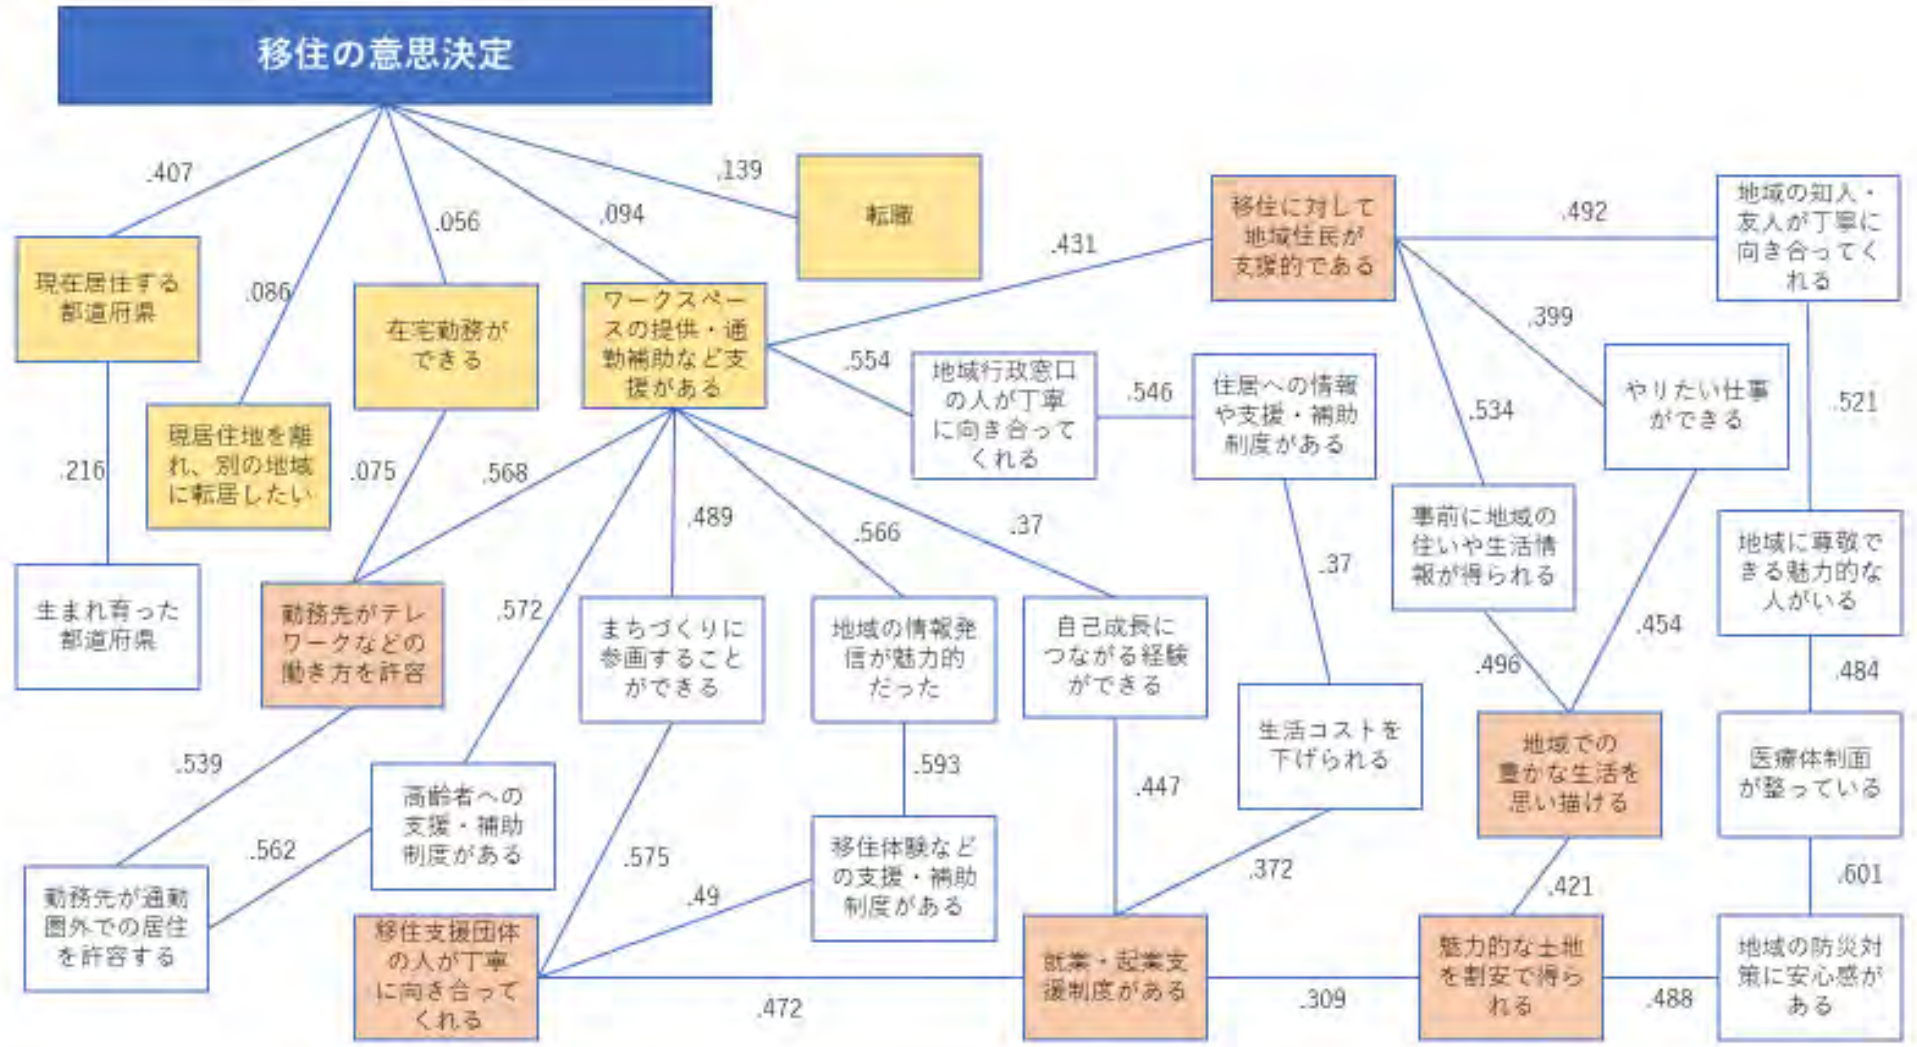 移住の意思決定
.407
.086
.056
.094
.139
転職
現在居住する
都道府県
在宅勤務が
できる
ワークスペー
スの提供・通
勤補助など支
援がある
.431
移住に対して
地域住民が
支援的である
.492
地域の知人・
友人が丁寧に
向き合ってく
れる
.399
.534
.521
.554
地域行政窓口
の人が丁寧
に向き合って
くれる
.546
住居への情報
や支援・補助
制度がある
やりたい仕事
ができる
現居住地を離
れ、別の地域
に転居したい
.216
.075
.568
.489
.566
.37
.37
事前に地域の
住いや生活情
報が得られる
地域に尊敬で
きる魅力的な
人がいる
生まれ育った
都道府県
勤務先がテレ
ワークなどの
働き方を許容
.572
まちづくりに
参画すること
ができる
地域の情報発
信が魅力的
だった
自己成長に
つながる経験
ができる
.496
.454
.484
.539
.593
.447
生活コストを
下げられる
地域での
豊かな生活を
思い描ける
医療体制面
が整っている
高齢者への
支援・補助
制度がある
.562
.575
.49
移住体験など
の支援・補助
制度がある
.372
.421
.601
勤務先が通勤
圏外での居住
を許容する
移住支援団体
の人が丁寧
に向き合って
くれる
.472
就業・起業支
援制度がある
.309
魅力的な土地
を割安で得ら
れる
.488
地域の防災対
策に安心感が
ある